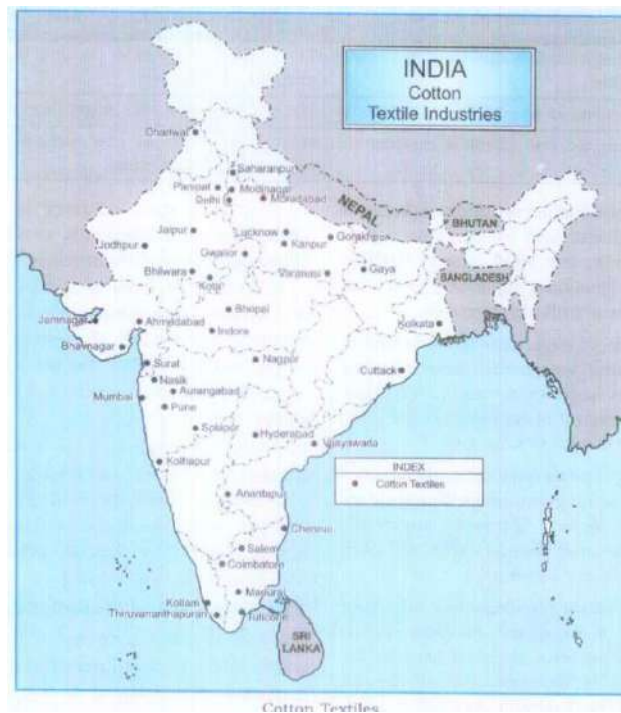 INDIA
Cotton
Textile Industries
Dhariwal
Saharanpur
Panipat
Modinagar
Delhi
Moradabad
NEPAL
BHUTAN
Jaipur
Lucknow
Gorakhpur
Jodhpur
Kanpur
Gwalior
BANGLADESH
Bhilwara
Kota
Varanasi
Gaya
Bhopal
Jamnagar
Ahmedabad
Indore
Kolkata
Bhavnagar
Surat
Nagpur
Cuttack
Nasik
Aurangabad
Mumbai
Pune
Solapur
Hyderabad
Vijayawada
Kolhapur
INDEX
Cotton Textiles
Anantapur
Chennai
Salem
Coimbatore
Madurai
Kollam
Thiruvananthapuram
Tuticorin
SRI
LANKA
Cotton Textiles